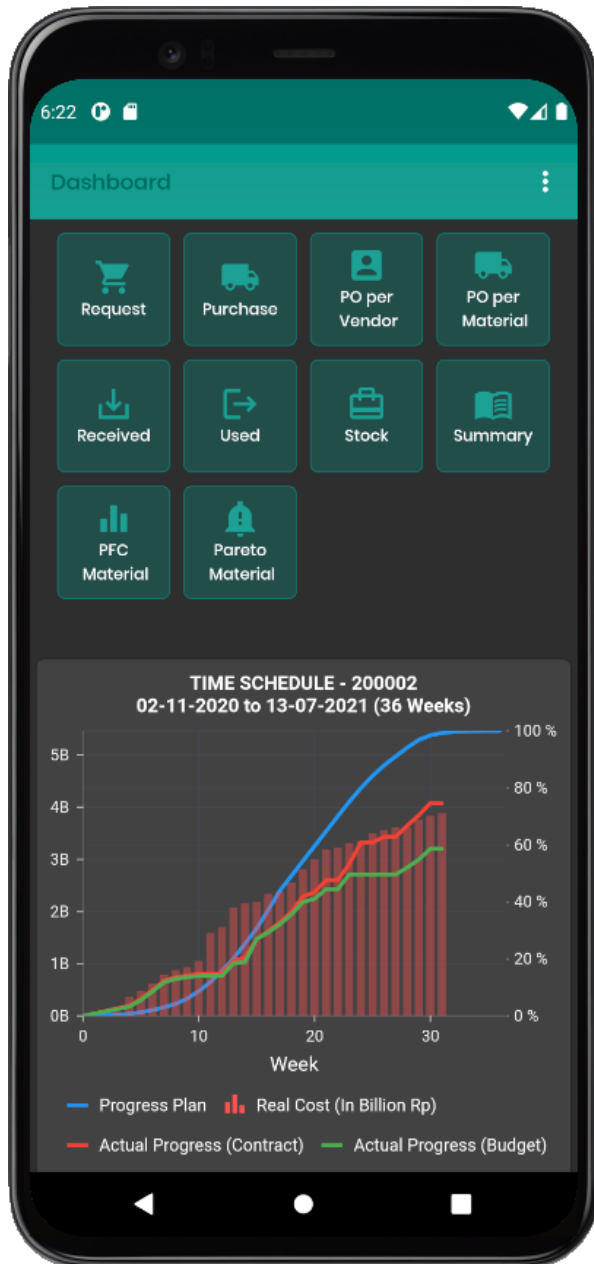 6:22
Dashboard
Request
Purchase
PO per
Vendor
PO per
Material
Received
Used
Stock
Summary
PFC
Material
Pareto
Material
TIME SCHEDULE - 200002
02-11-2020 to 13-07-2021 (36 Weeks)
5B
4B
3B
2B
1B
0B
100 %
80 %
60 %
40 %
20 %
0 %
0 10 20 30
Week
Progress Plan Real Cost (In Billion Rp)
Actual Progress (Contract) Actual Progress (Budget)